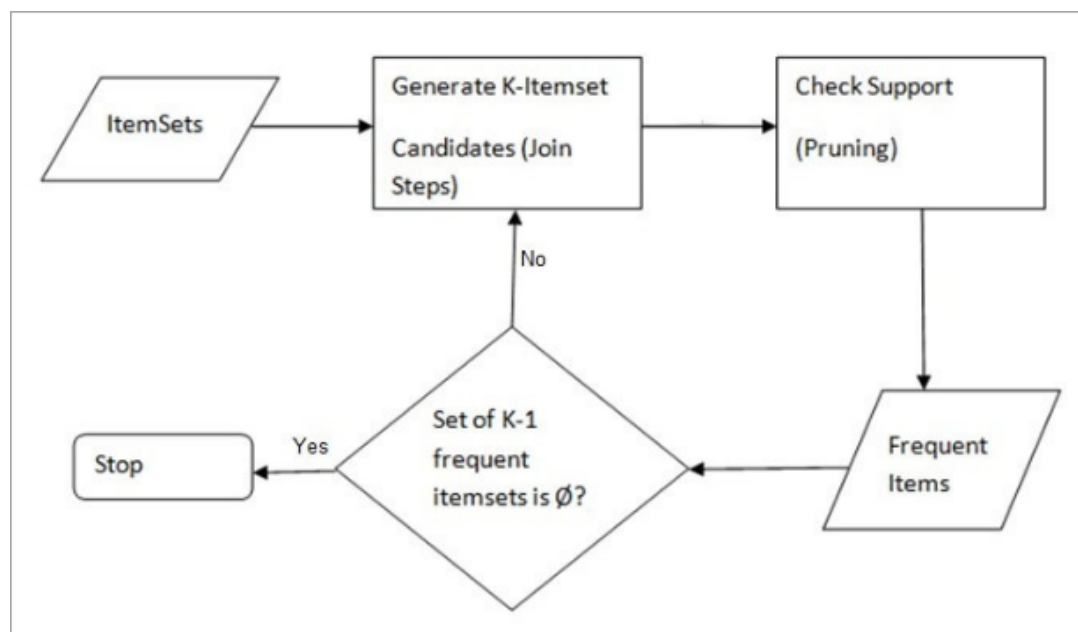 ItemSets
Generate K-Itemset
Candidates (Join
Steps)
Check Support
(Pruning)
No
Set of K-1
frequent
itemsets is Ø?
Yes
Stop
Frequent
Items